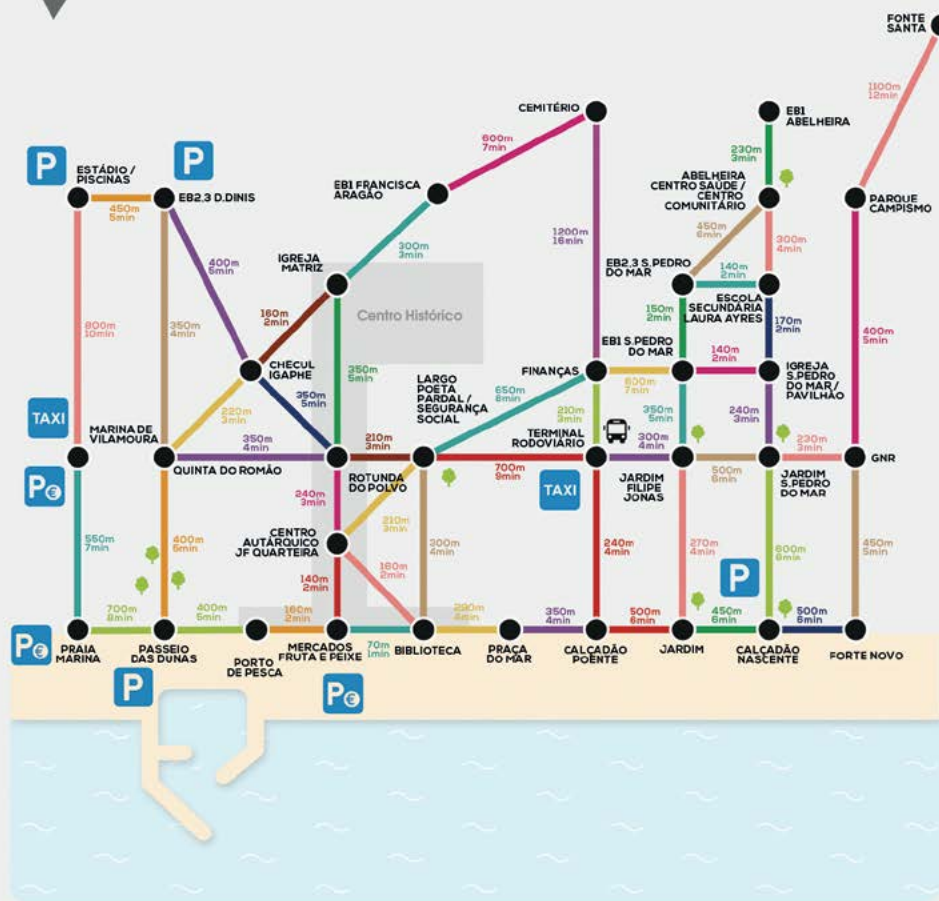 FONTE
SANTA
1100m
12min
CEMITÉRIO
EB1
ABELHEIRA
600m
7min
230m
3min
P
P
ESTÁDIO /
PISCINAS
EB2,3 D.DINIS
450m
5min
EB1 FRANCISCA
ARAGÃO
ABELHEIRA
CENTRO SAÚDE /
CENTRO
COMUNITÁRIO
PARQUE
CAMPISMO
300m
3min
1200m
16min
450m
6min
300m
4min
400m
5min
IGREJA
MATRIZ
EB2,3 S.PEDRO
DO MAR
140m
2min
ESCOLA
SECUNDÁRIA
LAURA AYRES
800m
10min
350m
4min
160m
2min
Centro Histórico
150m
2min
170m
2min
400m
5min
EB1 S.PEDRO
DO MAR
140m
2min
CHECUL
IGAPHE
350m
5min
FINANÇAS
600m
7min
IGREJA
S.PEDRO
DO MAR /
PAVILHÃO
LARGO
POETA
PARDAL /
SEGURANÇA
SOCIAL
650m
8min
220m
3min
350m
5min
210m
3min
350m
5min
240m
3min
TAXI
MARINA DE
VILAMOURA
350m
4min
210m
3min
TERMINAL
RODOVIÁRIO
300m
4min
230m
3min
P€
QUINTA DO ROMÃO
ROTUNDA
DO POLVO
700m
9min
TAXI
JARDIM
FILIPE
JONAS
500m
6min
JARDIM
S.PEDRO
DO MAR
GNR
240m
3min
210m
3min
CENTRO
AUTÁRQUICO
JF QUARTEIRA
550m
7min
400m
5min
300m
4min
240m
4min
270m
4min
600m
6min
450m
5min
140m
2min
160m
2min
P
700m
8min
400m
5min
160m
2min
4min
350m
4min
500m
6min
450m
6min
500m
6min
P€
PRAIA
MARINA
PASSEIO
DAS DUNAS
PORTO
DE PESCA
MERCADOS
FRUTA E PEIXE
70m
1min
BIBLIOTECA
PRAÇA
DO MAR
CALÇADÃO
POENTE
JARDIM
CALÇADÃO
NASCENTE
FORTE NOVO
P
P€